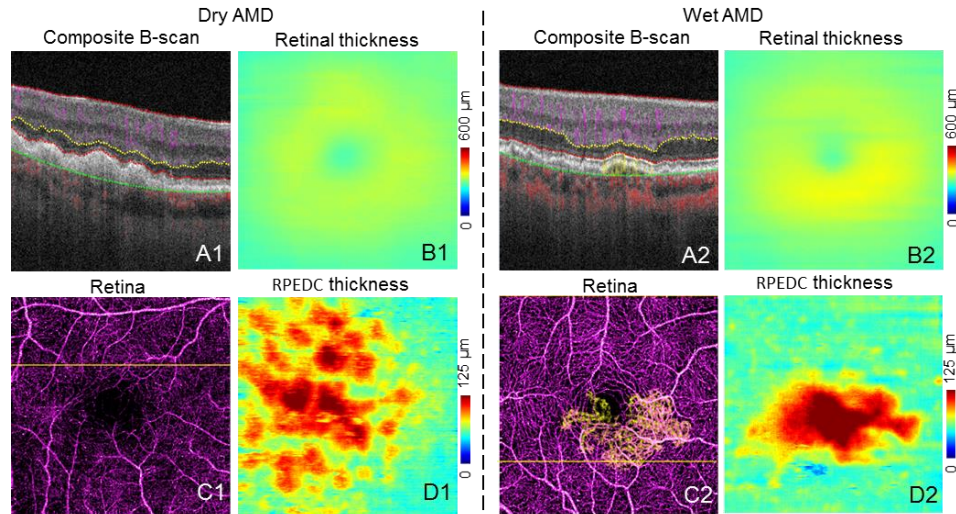 Dry AMD
Wet AMD
Composite B-scan
Retinal thickness
Composite B-scan
Retinal thickness
600 µm
0
600 µm
0
A1
B1
A2
B2
Retina
RPEDC thickness
Retina
RPEDC thickness
125 µm
0
125 µm
0
C1
D1
C2
D2